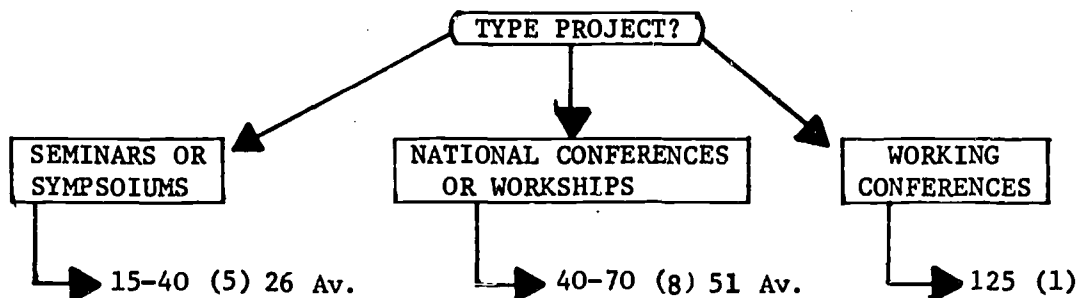 TYPE PROJECT?
SEMINARS OR
SYMPSOIUMS
NATIONAL CONFERENCES
OR WORKSHIPS
WORKING
CONFERENCES
15-40 (5) 26 Av.
40-70 (8) 51 Av.
125 (1)